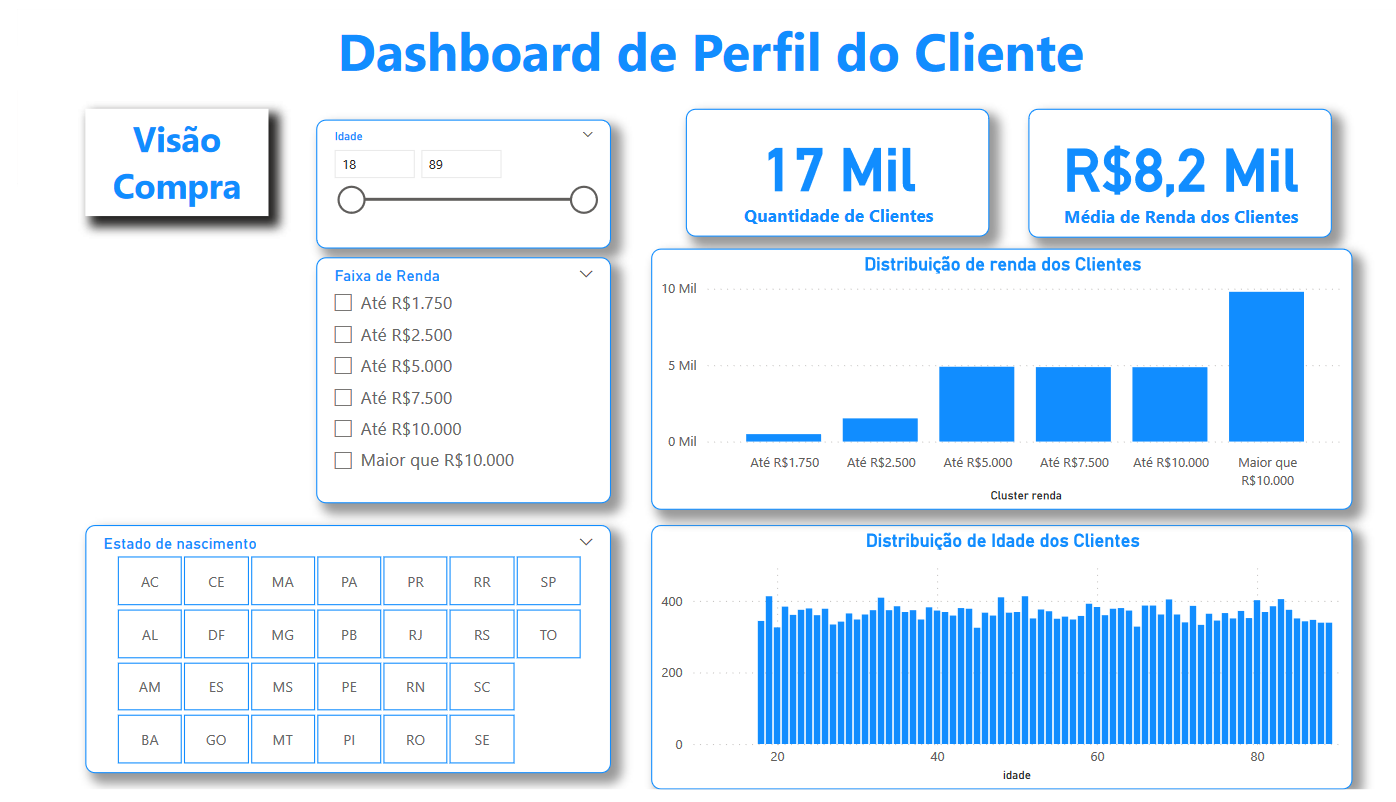 Dashboard de Perfil do Cliente
Visão
Compra
Idade
18 89
Faixa de Renda
Até R$1.750
Até R$2.500
Até R$5.000
Até R$7.500
Até R$10.000
Maior que R$10.000
17 Mil
Quantidade de Clientes
R$8,2 Mil
Média de Renda dos Clientes
Distribuição de renda dos Clientes
10 Mil
5 Mil
0 Mil
Até R$1.750 Até R$2.500 Até R$5.000 Até R$7.500 Até R$10.000 Maior que
R$10.000
Cluster renda
Estado de nascimento
AC CE MA PA PR RR SP
AL DF MG PB RJ RS TO
AM ES MS PE RN SC
BA GO MT PI RO SE
Distribuição de Idade dos Clientes
400
200
0
20 40 60 80
idade